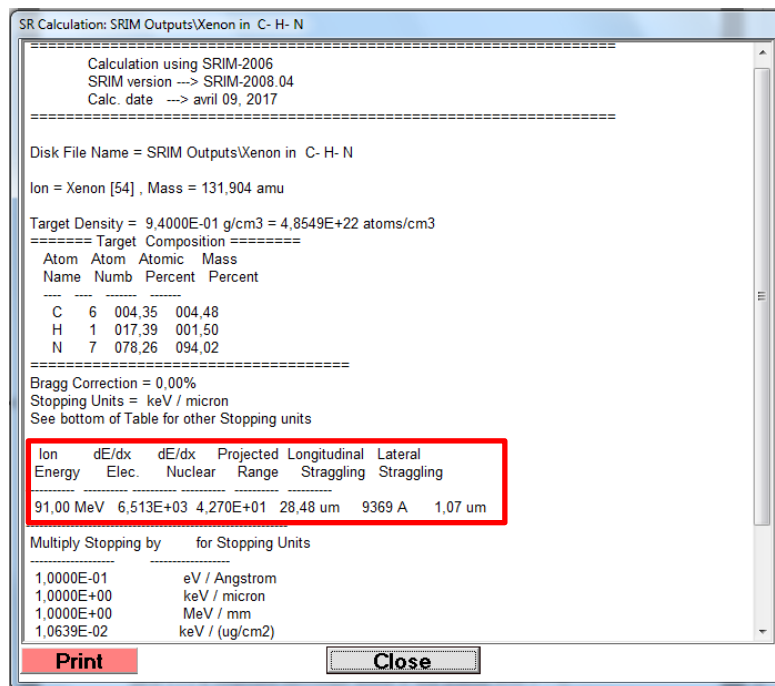 SR Calculation: SRIM Outputs\Xenon in  C- H- N
==================================================================
Calculation using SRIM-2006
SRIM version ---> SRIM-2008.04
Calc. date   ---> avril 09, 2017
==================================================================
Disk File Name = SRIM Outputs\Xenon in  C- H- N
Ion = Xenon [54] , Mass = 131,904 amu
Target Density =  9,4000E-01 g/cm3 = 4,8549E+22 atoms/cm3
======= Target  Composition ========
Atom  Atom  Atomic  Mass
Name  Numb  Percent  Percent
----  ----  -------  -------
C  6  004,35  004,48
H  1  017,39  001,50
N  7  078,26  094,02
====================================
Bragg Correction = 0,00%
Stopping Units =  keV / micron
See bottom of Table for other Stopping units
Ion  dE/dx  dE/dx  Projected  Longitudinal  Lateral
Energy  Elec.  Nuclear  Range  Straggling  Straggling
----------  ----------  ----------  ----------  ----------  ----------
91,00 MeV  6,513E+03  4,270E+01  28,48 um  9369 A  1,07 um
-----------------------------------------------------------
Multiply Stopping by  for Stopping Units
-------------------  ------------------
1,0000E-01  eV / Angstrom
1,0000E+00  keV / micron
1,0000E+00  MeV / mm
1,0639E-02  keV / (ug/cm2)
Print  Close